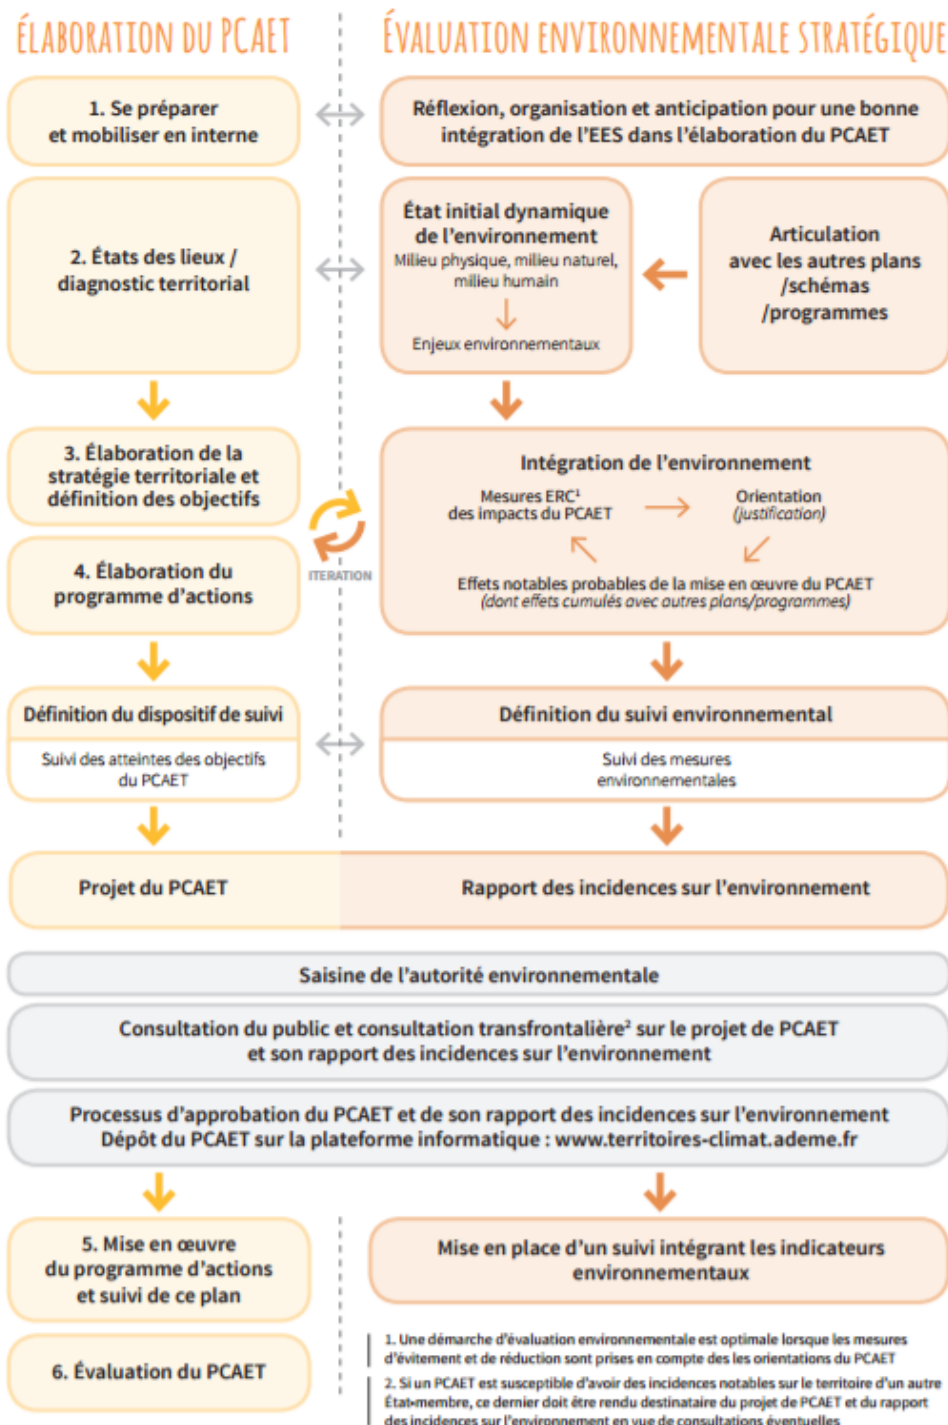 ÉLABORATION DU PCAET
ÉVALUATION ENVIRONNEMENTALE STRATÉGIQUE
1. Se préparer
et mobiliser en interne
Réflexion, organisation et anticipation pour une bonne
intégration de l'EES dans l'élaboration du PCAET
2. États des lieux /
diagnostic territorial
État initial dynamique
de l'environnement
Milieu physique, milieu naturel,
milieu humain
Enjeux environnementaux
Articulation
avec les autres plans
/schémas
/programmes
3. Élaboration de la
stratégie territoriale et
définition des objectifs
4. Élaboration du
programme d'actions
ITERATION
Intégration de l'environnement
Mesures ERC¹
des impacts du PCAET
Orientation
(justification)
Effets notables probables de la mise en œuvre du PCAET
(dont effets cumulés avec autres plans/programmes)
Définition du dispositif de suivi
Suivi des atteintes des objectifs
du PCAET
Définition du suivi environnemental
Suivi des mesures
environnementales
Projet du PCAET
Rapport des incidences sur l'environnement
Saisine de l'autorité environnementale
Consultation du public et consultation transfrontalière² sur le projet de PCAET
et son rapport des incidences sur l'environnement
Processus d'approbation du PCAET et de son rapport des incidences sur l'environnement
Dépôt du PCAET sur la plateforme informatique : www.territoires-climat.ademe.fr
5. Mise en œuvre
du programme d'actions
et suivi de ce plan
Mise en place d'un suivi intégrant les indicateurs
environnementaux
6. Évaluation du PCAET
1. Une démarche d'évaluation environnementale est optimale lorsque les mesures
d'évitement et de réduction sont prises en compte des les orientations du PCAET
2. Si un PCAET est susceptible d'avoir des incidences notables sur le territoire d'un autre
État-membre, ce dernier doit être rendu destinataire du projet de PCAET et du rapport
des incidences sur l'environnement en vue de consultations éventuelles